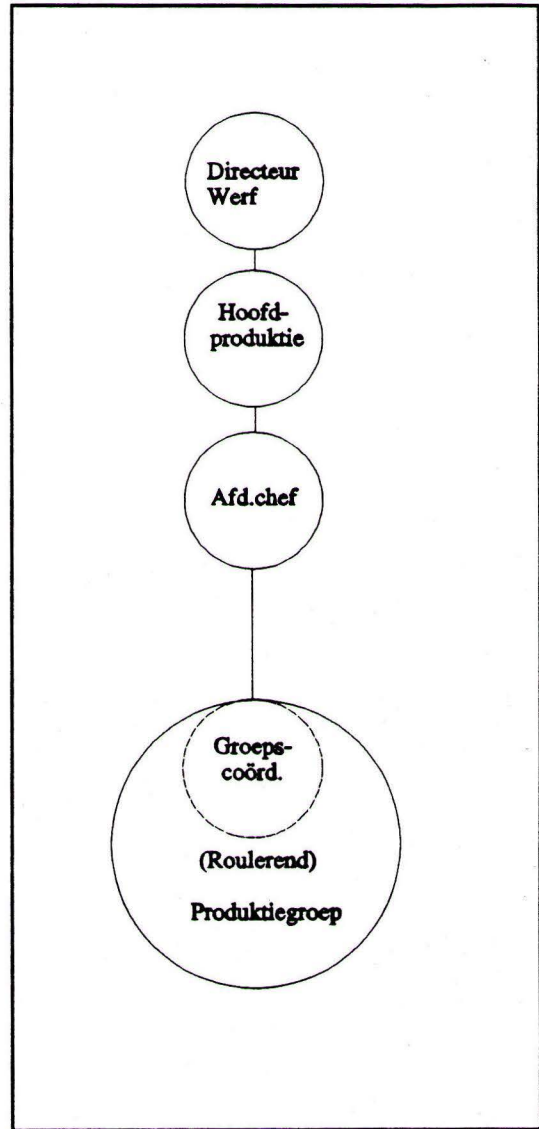 Directeur
Werf
Hoofd-
produktie
Afd.chef
Groeps-
coörd.
(Roulerend)
Produktiegroep